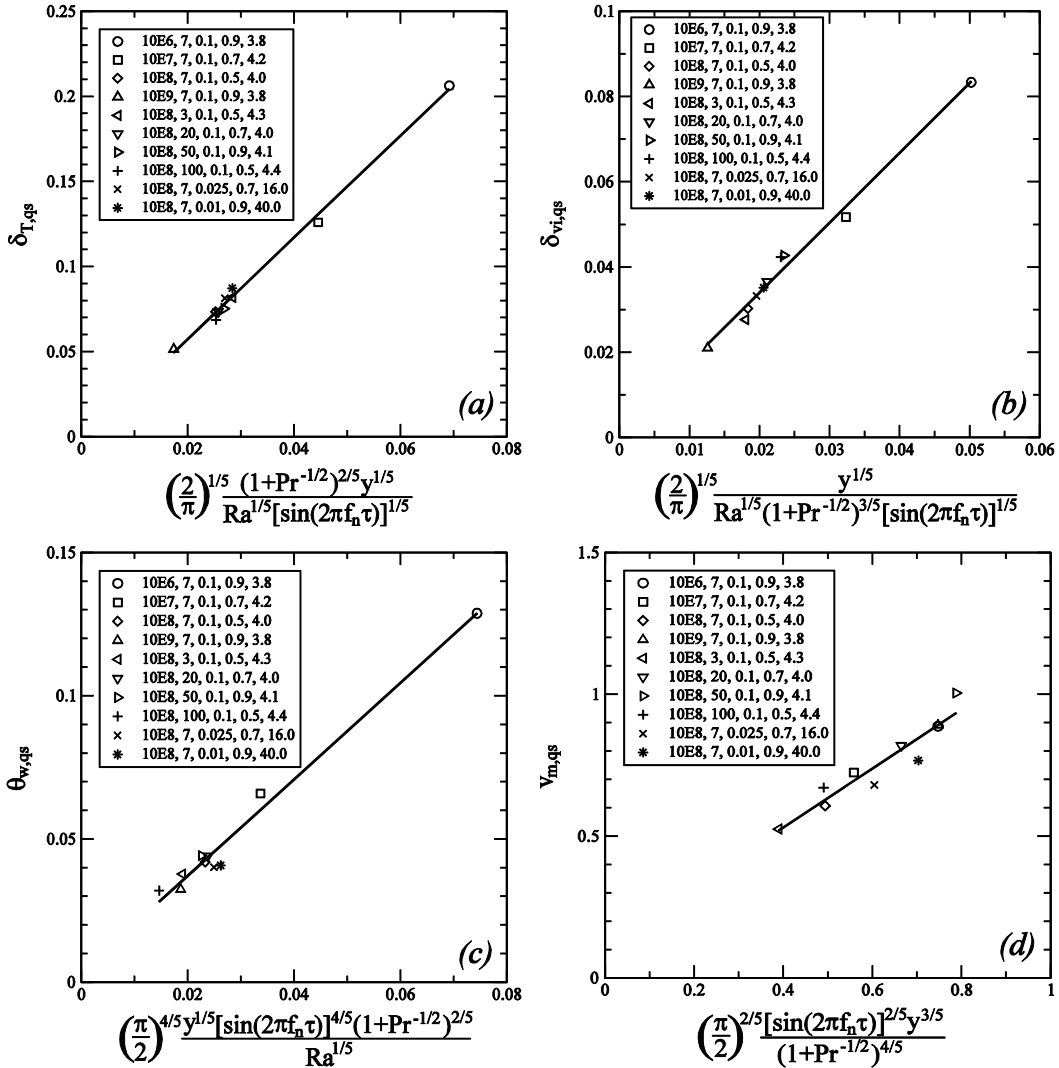 0.25
0.2
0.15
0.1
0.05
0
δT,qs
10E6, 7, 0.1, 0.9, 3.8
10E7, 7, 0.1, 0.7, 4.2
10E8, 7, 0.1, 0.5, 4.0
10E9, 7, 0.1, 0.9, 3.8
10E8, 3, 0.1, 0.5, 4.3
10E8, 20, 0.1, 0.7, 4.0
10E8, 50, 0.1, 0.9, 4.1
10E8, 100, 0.1, 0.5, 4.4
10E8, 7, 0.025, 0.7, 16.0
10E8, 7, 0.01, 0.9, 40.0
(a)
0 0.02 0.04 0.06 0.08
(2/π)^1/5 (1+Pr^-1/2)^2/5 y^1/5 / Ra^1/5[sin(2πfnτ)]^1/5
0.1
0.08
0.06
0.04
0.02
0
δvi,qs
10E6, 7, 0.1, 0.9, 3.8
10E7, 7, 0.1, 0.7, 4.2
10E8, 7, 0.1, 0.5, 4.0
10E9, 7, 0.1, 0.9, 3.8
10E8, 3, 0.1, 0.5, 4.3
10E8, 20, 0.1, 0.7, 4.0
10E8, 50, 0.1, 0.9, 4.1
10E8, 100, 0.1, 0.5, 4.4
10E8, 7, 0.025, 0.7, 16.0
10E8, 7, 0.01, 0.9, 40.0
(b)
0 0.01 0.02 0.03 0.04 0.05 0.06
(2/π)^1/5 y^1/5 / Ra^1/5(1+Pr^-1/2)^3/5[sin(2πfnτ)]^1/5
0.15
0.1
0.05
0
θw,qs
10E6, 7, 0.1, 0.9, 3.8
10E7, 7, 0.1, 0.7, 4.2
10E8, 7, 0.1, 0.5, 4.0
10E9, 7, 0.1, 0.9, 3.8
10E8, 3, 0.1, 0.5, 4.3
10E8, 20, 0.1, 0.7, 4.0
10E8, 50, 0.1, 0.9, 4.1
10E8, 100, 0.1, 0.5, 4.4
10E8, 7, 0.025, 0.7, 16.0
10E8, 7, 0.01, 0.9, 40.0
(c)
0 0.02 0.04 0.06 0.08
(π/2)^4/5 y^1/5[sin(2πfnτ)]^4/5(1+Pr^-1/2)^2/5 / Ra^1/5
1.5
1
0.5
0
vm,qs
10E6, 7, 0.1, 0.9, 3.8
10E7, 7, 0.1, 0.7, 4.2
10E8, 7, 0.1, 0.5, 4.0
10E9, 7, 0.1, 0.9, 3.8
10E8, 3, 0.1, 0.5, 4.3
10E8, 20, 0.1, 0.7, 4.0
10E8, 50, 0.1, 0.9, 4.1
10E8, 100, 0.1, 0.5, 4.4
10E8, 7, 0.025, 0.7, 16.0
10E8, 7, 0.01, 0.9, 40.0
(d)
0 0.2 0.4 0.6 0.8 1
(π/2)^2/5 [sin(2πfnτ)]^2/5 y^3/5 / (1+Pr^-1/2)^4/5